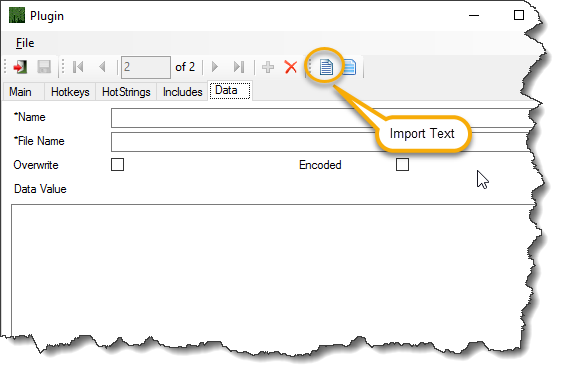 Plugin
File
2 of 2
Main Hotkeys HotStrings Includes Data
*Name
Import Text
*File Name
Overwrite Encoded
Data Value